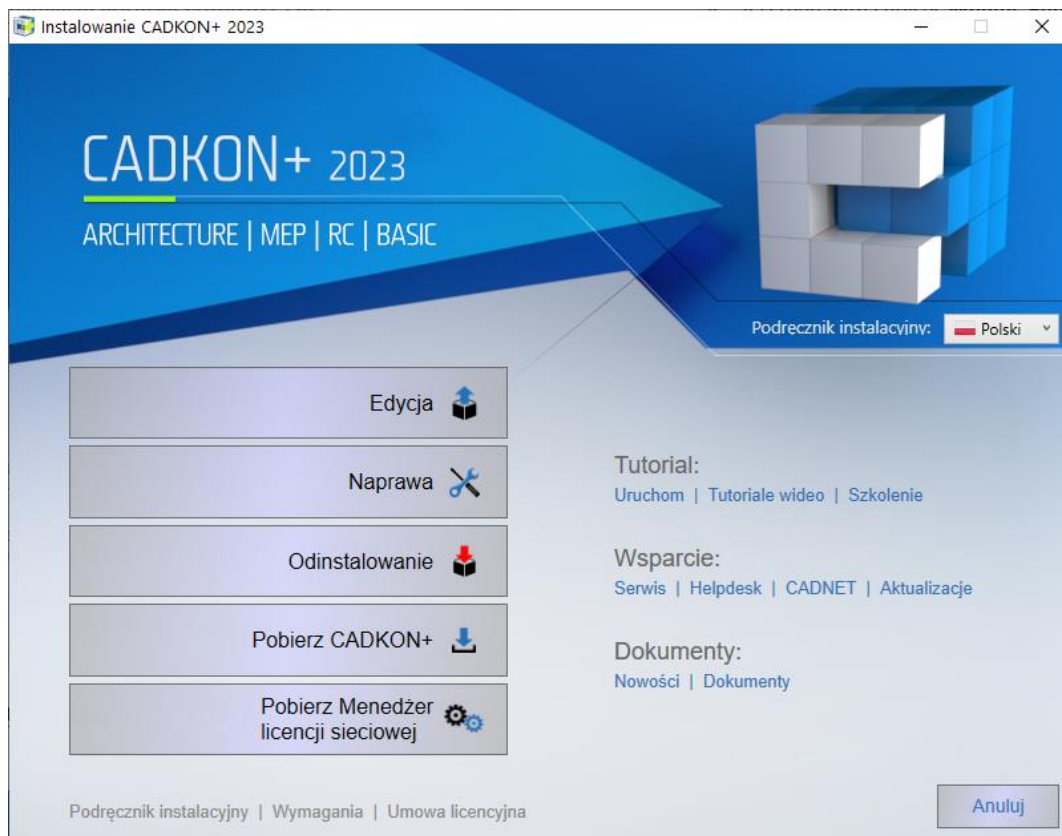 Instalowanie CADKON+ 2023
CADKON+ 2023
ARCHITECTURE | MEP | RC | BASIC
Podręcznik instalacyjny:
Polski
Edycja
Naprawa
Odinstalowanie
Pobierz CADKON+
Pobierz Menedżer
licencji sieciowej
Tutorial:
Uruchom | Tutoriale wideo | Szkolenie
Wsparcie:
Serwis | Helpdesk | CADNET | Aktualizacje
Dokumenty:
Nowości | Dokumenty
Podręcznik instalacyjny | Wymagania | Umowa licencyjna
Anuluj